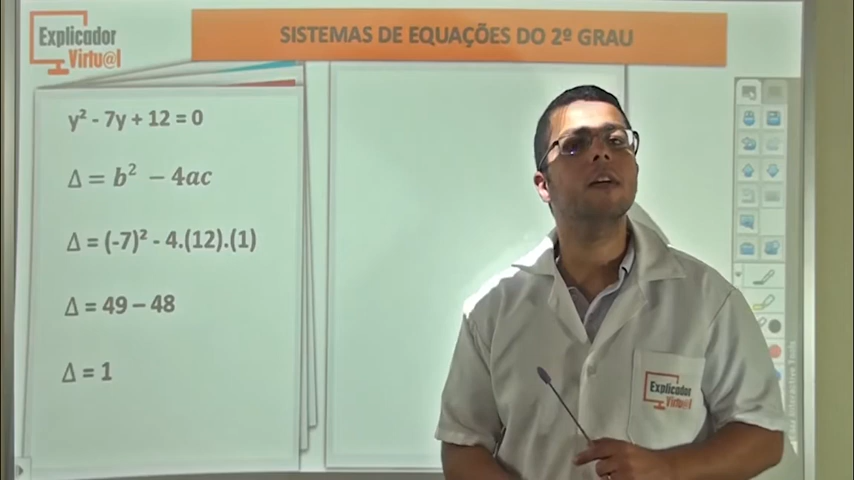 Explicador
Virtu@l
SISTEMAS DE EQUAÇÕES DO 2º GRAU
y² - 7y + 12 = 0
Δ = b² − 4ac
Δ = (-7)² - 4.(12).(1)
Δ = 49 – 48
Δ = 1
Explicador
Virtu@l